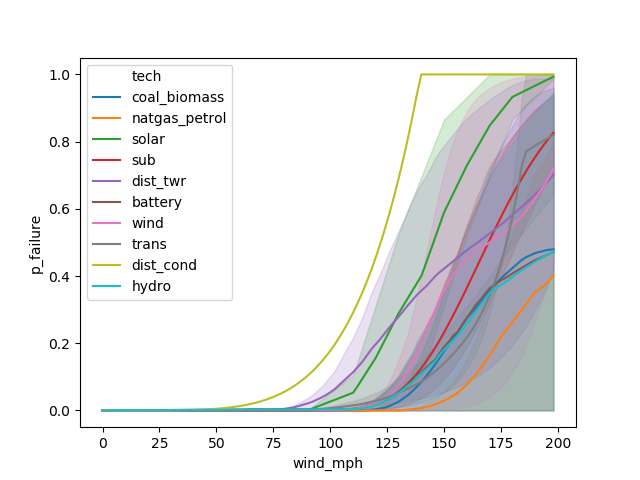 tech
coal_biomass
natgas_petrol
solar
sub
dist_twr
battery
wind
trans
dist_cond
hydro
p_failure
1.0
0.8
0.6
0.4
0.2
0.0
0 25 50 75 100 125 150 175 200
wind_mph